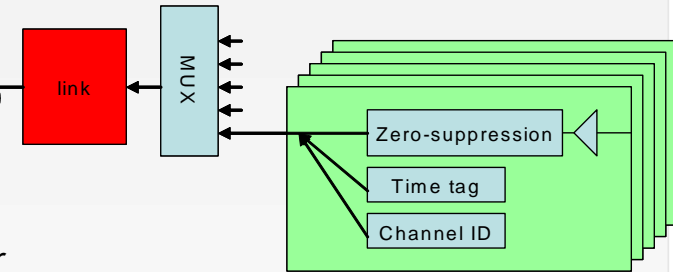 link
MUX
Zero-suppression
Time tag
Channel ID